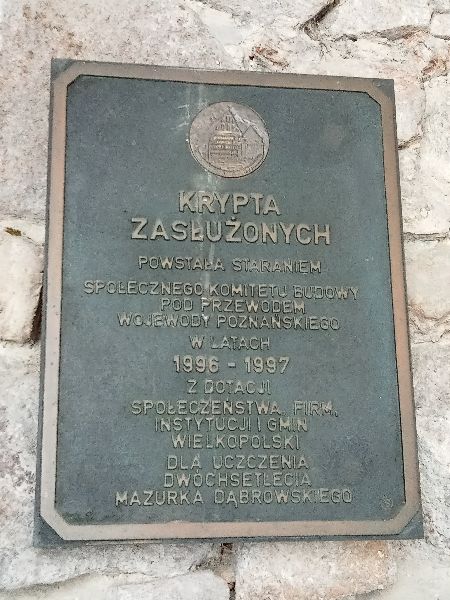 KRYPTA
ZASŁUŻONYCH
POWSTAŁA STARANIEM
SPOŁECZNEGO KOMITETU BUDOWY
POD PRZEWODEM
WOJEWODY POZNAŃSKIEGO
W LATACH
1996 - 1997
Z DOTACJI
SPOŁECZEŃSTWA, FIRM,
INSTYTUCJI I GMIN
WIELKOPOLSKI
DLA UCZCZENIA
DWÓCHSETLECIA
MAZURKA DĄBROWSKIEGO